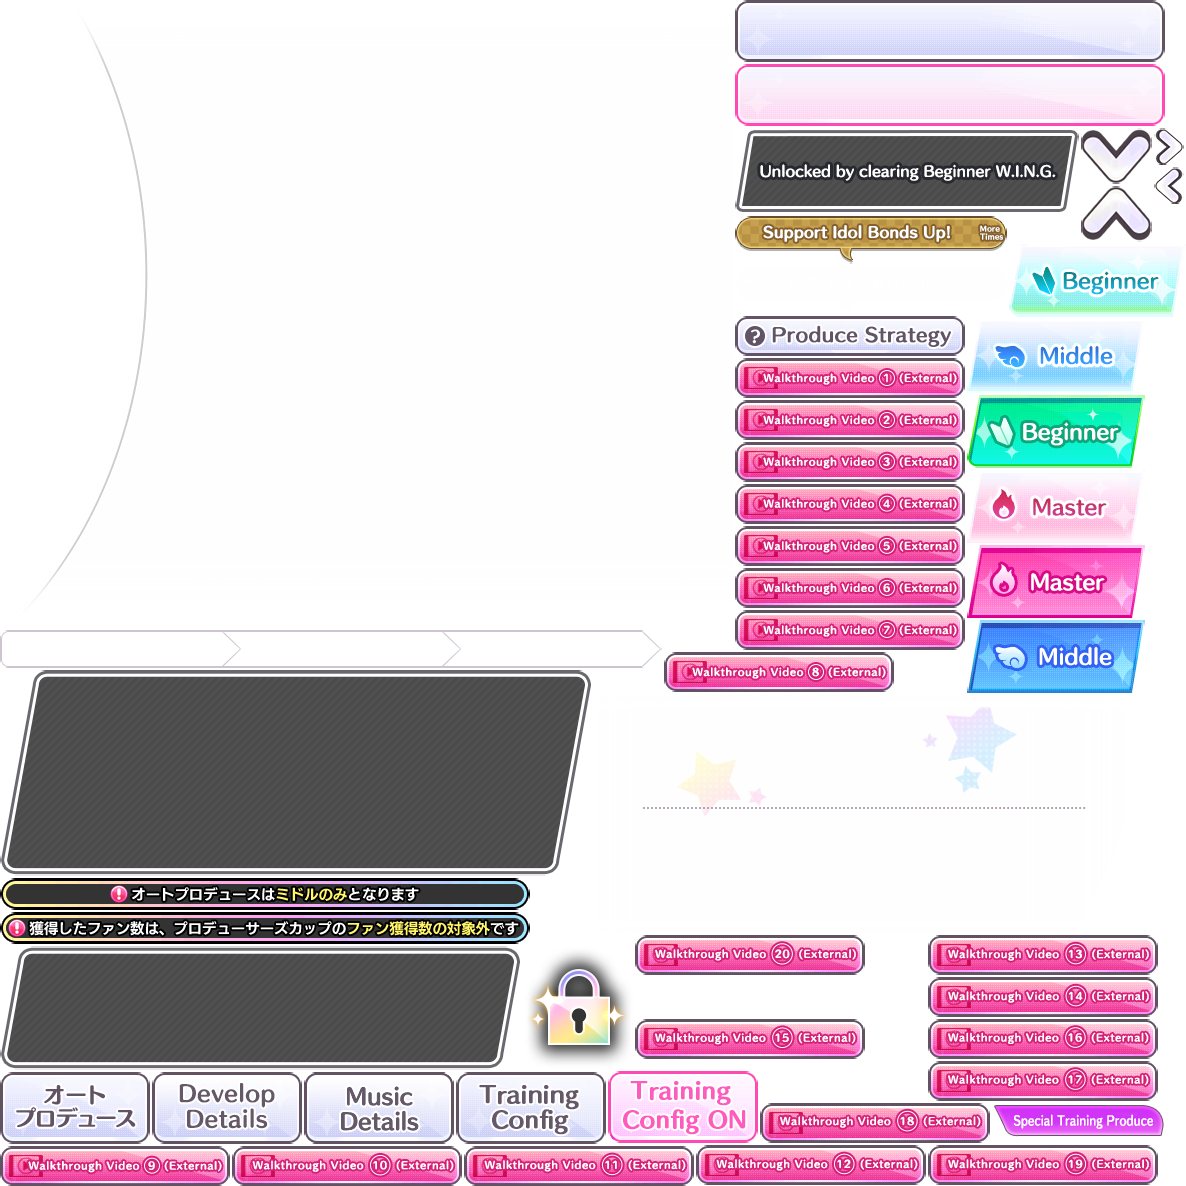 Unlocked by clearing Beginner W.I.N.G.
Support Idol Bonds Up!
More
Times
Beginner
? Produce Strategy
Middle
Walkthrough Video ① (External)
Walkthrough Video ② (External)
Beginner
Walkthrough Video ③ (External)
Walkthrough Video ④ (External)
Master
Walkthrough Video ⑤ (External)
Walkthrough Video ⑥ (External)
Master
Walkthrough Video ⑦ (External)
Middle
Walkthrough Video ⑧ (External)
オートプロデュースはミドルのみとなります
獲得したファン数は、プロデューサーズカップのファン獲得数の対象外です
Walkthrough Video ⑳ (External)
Walkthrough Video ⑬ (External)
Walkthrough Video ⑭ (External)
Walkthrough Video ⑮ (External)
Walkthrough Video ⑯ (External)
Walkthrough Video ⑰ (External)
オート
プロデュース
Develop
Details
Music
Details
Training
Config
Training
Config ON
Walkthrough Video ⑱ (External)
Special Training Produce
Walkthrough Video ⑨ (External)
Walkthrough Video ⑩ (External)
Walkthrough Video ⑪ (External)
Walkthrough Video ⑫ (External)
Walkthrough Video ⑲ (External)